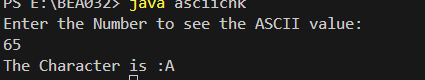 PS E:\BEA032> java asciichk
Enter the Number to see the ASCII value:
65
The Character is :A